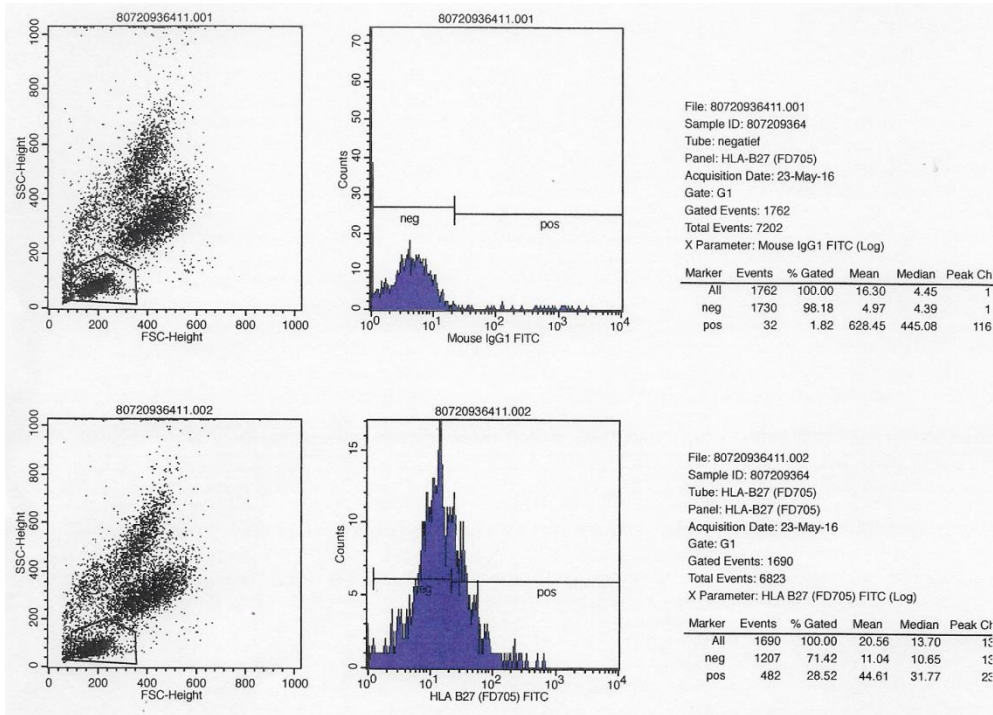 80720936411.001
SSC-Height
1000
800
600
400
200
0
0 200 400 600 800 1000
FSC-Height
80720936411.001
Counts
70
60
50
40
30
20
10
0
neg
pos
10^0 10^1 10^2 10^3 10^4
Mouse IgG1 FITC
File: 80720936411.001
Sample ID: 807209364
Tube: negatief
Panel: HLA-B27 (FD705)
Acquisition Date: 23-May-16
Gate: G1
Gated Events: 1762
Total Events: 7202
X Parameter: Mouse IgG1 FITC (Log)
Marker Events % Gated Mean Median Peak Ch
All 1762 100.00 16.30 4.45 1
neg 1730 98.18 4.97 4.39 1
pos 32 1.82 628.45 445.08 116
80720936411.002
SSC-Height
1000
800
600
400
200
0
0 200 400 600 800 1000
FSC-Height
80720936411.002
Counts
15
10
5
0
neg
pos
10^0 10^1 10^2 10^3 10^4
HLA B27 (FD705) FITC
File: 80720936411.002
Sample ID: 807209364
Tube: HLA-B27 (FD705)
Panel: HLA-B27 (FD705)
Acquisition Date: 23-May-16
Gate: G1
Gated Events: 1690
Total Events: 6823
X Parameter: HLA B27 (FD705) FITC (Log)
Marker Events % Gated Mean Median Peak Ch
All 1690 100.00 20.56 13.70 13
neg 1207 71.42 11.04 10.65 13
pos 482 28.52 44.61 31.77 23